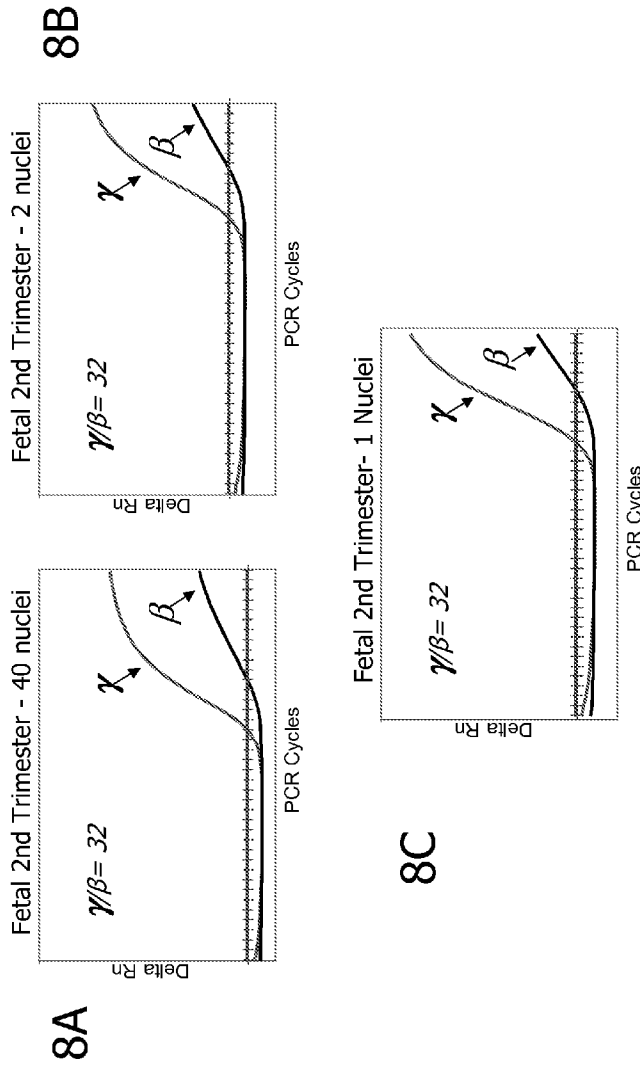 8A
Fetal 2nd Trimester - 40 nuclei
γ/β= 32
γ
β
Delta Rn
PCR Cycles
8B
Fetal 2nd Trimester - 2 nuclei
γ/β= 32
γ
β
Delta Rn
PCR Cycles
8C
Fetal 2nd Trimester- 1 Nuclei
γ/β= 32
γ
β
Delta Rn
PCR Cycles